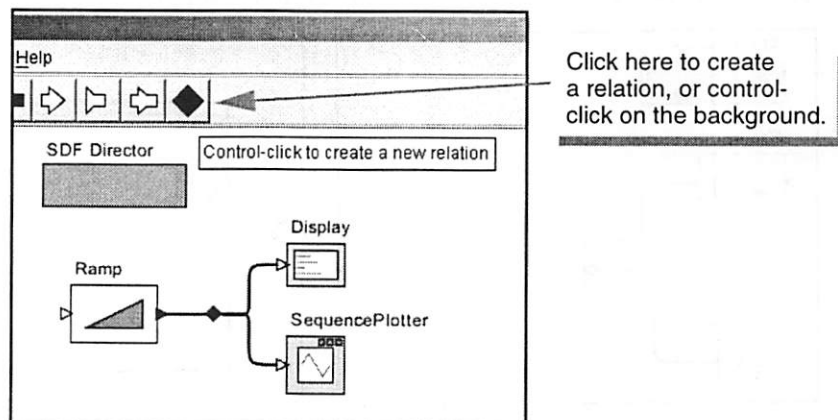 Help
Click here to create
a relation, or control-
click on the background.
SDF Director
Control-click to create a new relation
Display
Ramp
SequencePlotter